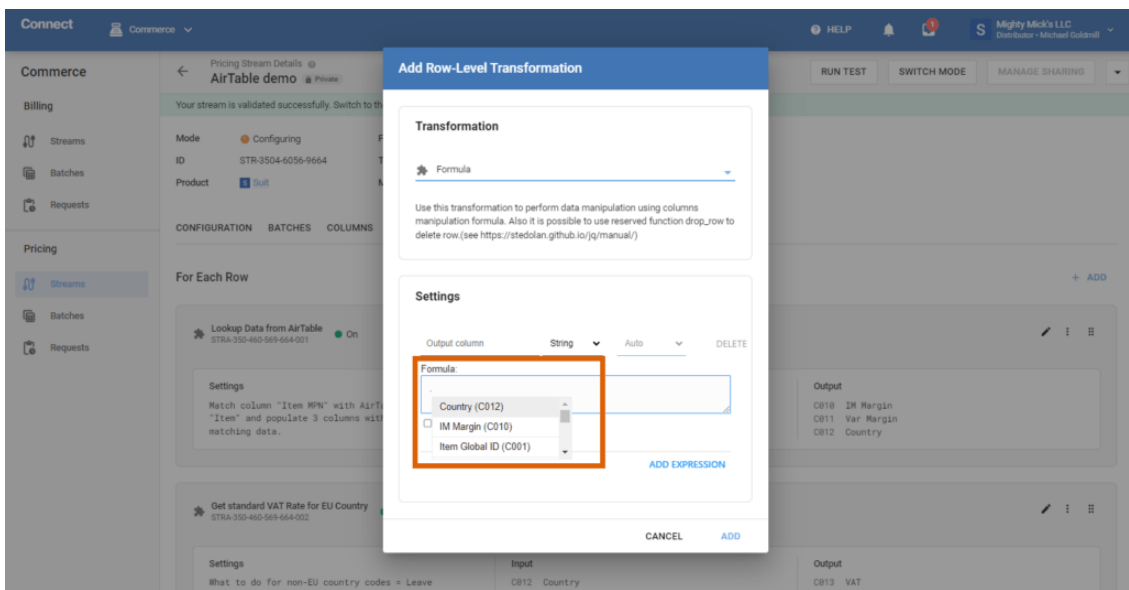 Connect
Commerce
HELP
S
Mighty Mick's LLC
Distributor - Michael Goldmill
Commerce
Billing
Streams
Batches
Requests
Pricing
Streams
Batches
Requests
Pricing Stream Details
AirTable demo
Private
RUN TEST
SWITCH MODE
MANAGE SHARING
Your stream is validated successfully. Switch to th
Mode
Configuring
F
ID
STR-3504-6056-9664
T
Product
S
Suit
CONFIGURATION
BATCHES
COLUMNS
For Each Row
+ ADD
Lookup Data from AirTable
On
STRA-350-460-569-664-001
Settings
Match column "Item MPN" with AirTa
"Item" and populate 3 columns wit
matching data.
Output
C010 IM Margin
C011 Var Margin
C012 Country
Get standard VAT Rate for EU Country
STRA-350-460-569-664-002
Settings
What to do for non-EU country codes = Leave
Input
C012 Country
Output
C013 VAT
Add Row-Level Transformation
Transformation
Formula
Use this transformation to perform data manipulation using columns
manipulation formula. Also it is possible to use reserved function drop_row to
delete row.(see https://stedolan.github.io/jq/manual/)
Settings
Output column
String
Auto
DELETE
Formula:
.
Country (C012)
IM Margin (C010)
Item Global ID (C001)
ADD EXPRESSION
CANCEL
ADD